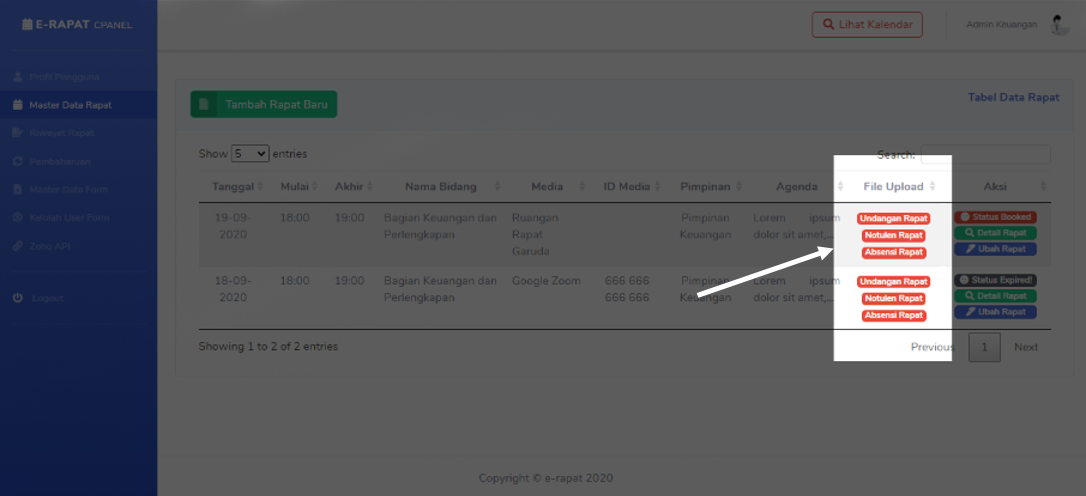 E-RAPAT CPANEL
Lihat Kalendar
Admin Keuangan
Profil Pengguna
Master Data Rapat
Riwayat Rapat
Pembaharuan
Master Data Form
Kelolah User Form
Zoho API
Logout
Tambah Rapat Baru
Tabel Data Rapat
Show 5 entries
Search:
Tanggal Mulai Akhir Nama Bidang Media ID Media Pimpinan Agenda File Upload Aksi
19-09-2020 18:00 19:00 Bagian Keuangan dan Perlengkapan Ruangan Rapat Garuda Pimpinan Keuangan Lorem ipsum dolor sit amet,...
Undangan Rapat
Notulen Rapat
Absensi Rapat
Status Booked
Detail Rapat
Ubah Rapat
18-09-2020 18:00 19:00 Bagian Keuangan dan Perlengkapan Google Zoom 666 666 666 666 Pimpinan Keuangan Lorem ipsum dolor sit amet,...
Undangan Rapat
Notulen Rapat
Absensi Rapat
Status Expired!
Detail Rapat
Ubah Rapat
Showing 1 to 2 of 2 entries
Previous 1 Next
Copyright © e-rapat 2020